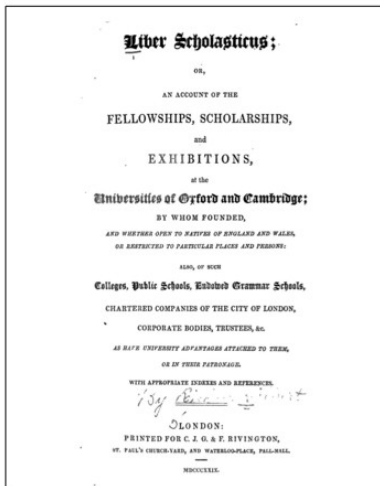 Liber Scholasticus;
OR,
AN ACCOUNT OF THE
FELLOWSHIPS, SCHOLARSHIPS,
and
EXHIBITIONS,
at the
Universities of Oxford and Cambridge;
BY WHOM FOUNDED,
AND WHETHER OPEN TO NATIVES OF ENGLAND AND WALES,
OR RESTRICTED TO PARTICULAR PLACES AND PERSONS:
ALSO, OF SUCH
Colleges, Public Schools, Endowed Grammar Schools,
CHARTERED COMPANIES OF THE CITY OF LONDON,
CORPORATE BODIES, TRUSTEES, &c.
AS HAVE UNIVERSITY ADVANTAGES ATTACHED TO THEM,
OR IN THEIR PATRONAGE.
WITH APPROPRIATE INDEXES AND REFERENCES.
By
LONDON:
PRINTED FOR C. J. G. & F. RIVINGTON,
ST. PAUL'S CHURCH-YARD, AND WATERLOO-PLACE, PALL-MALL.
MDCCCXXIX.